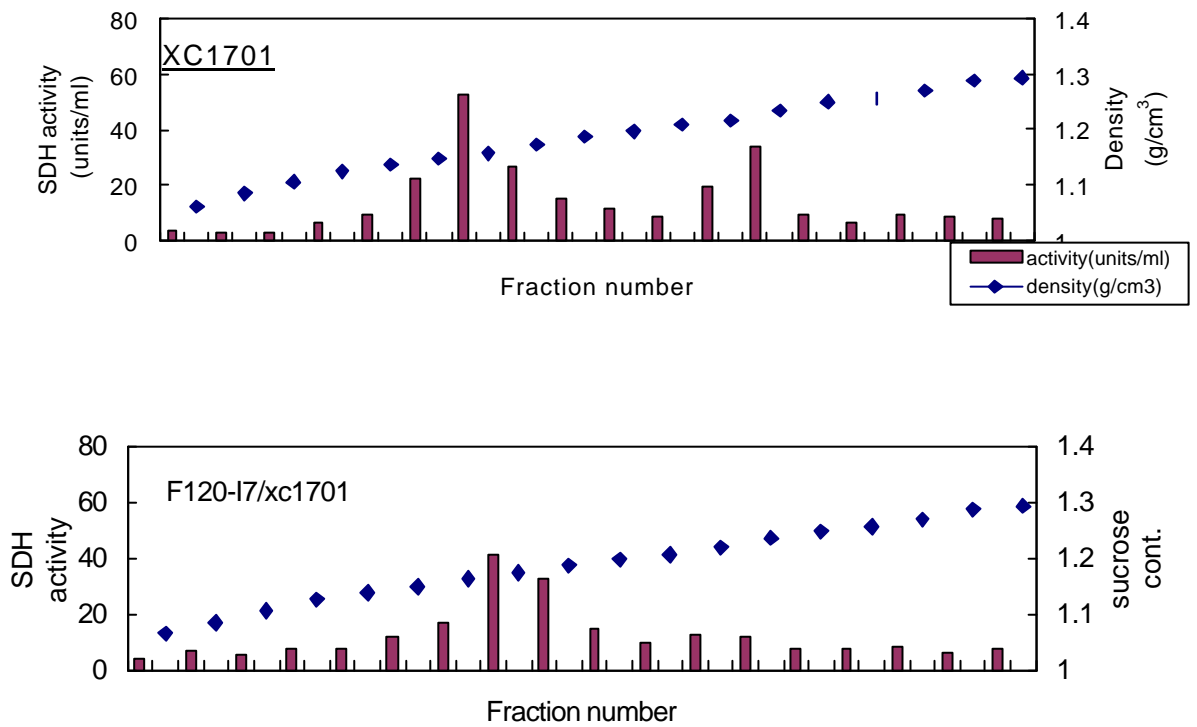 80
60
40
20
0
SDH activity
(units/ml)
XC1701
1.4
1.3
1.2
1.1
1
Density
(g/cm3)
Fraction number
activity(units/ml)
density(g/cm3)
80
60
40
20
0
SDH
activity
F120-I7/xc1701
1.4
1.3
1.2
1.1
1
sucrose
cont.
Fraction number